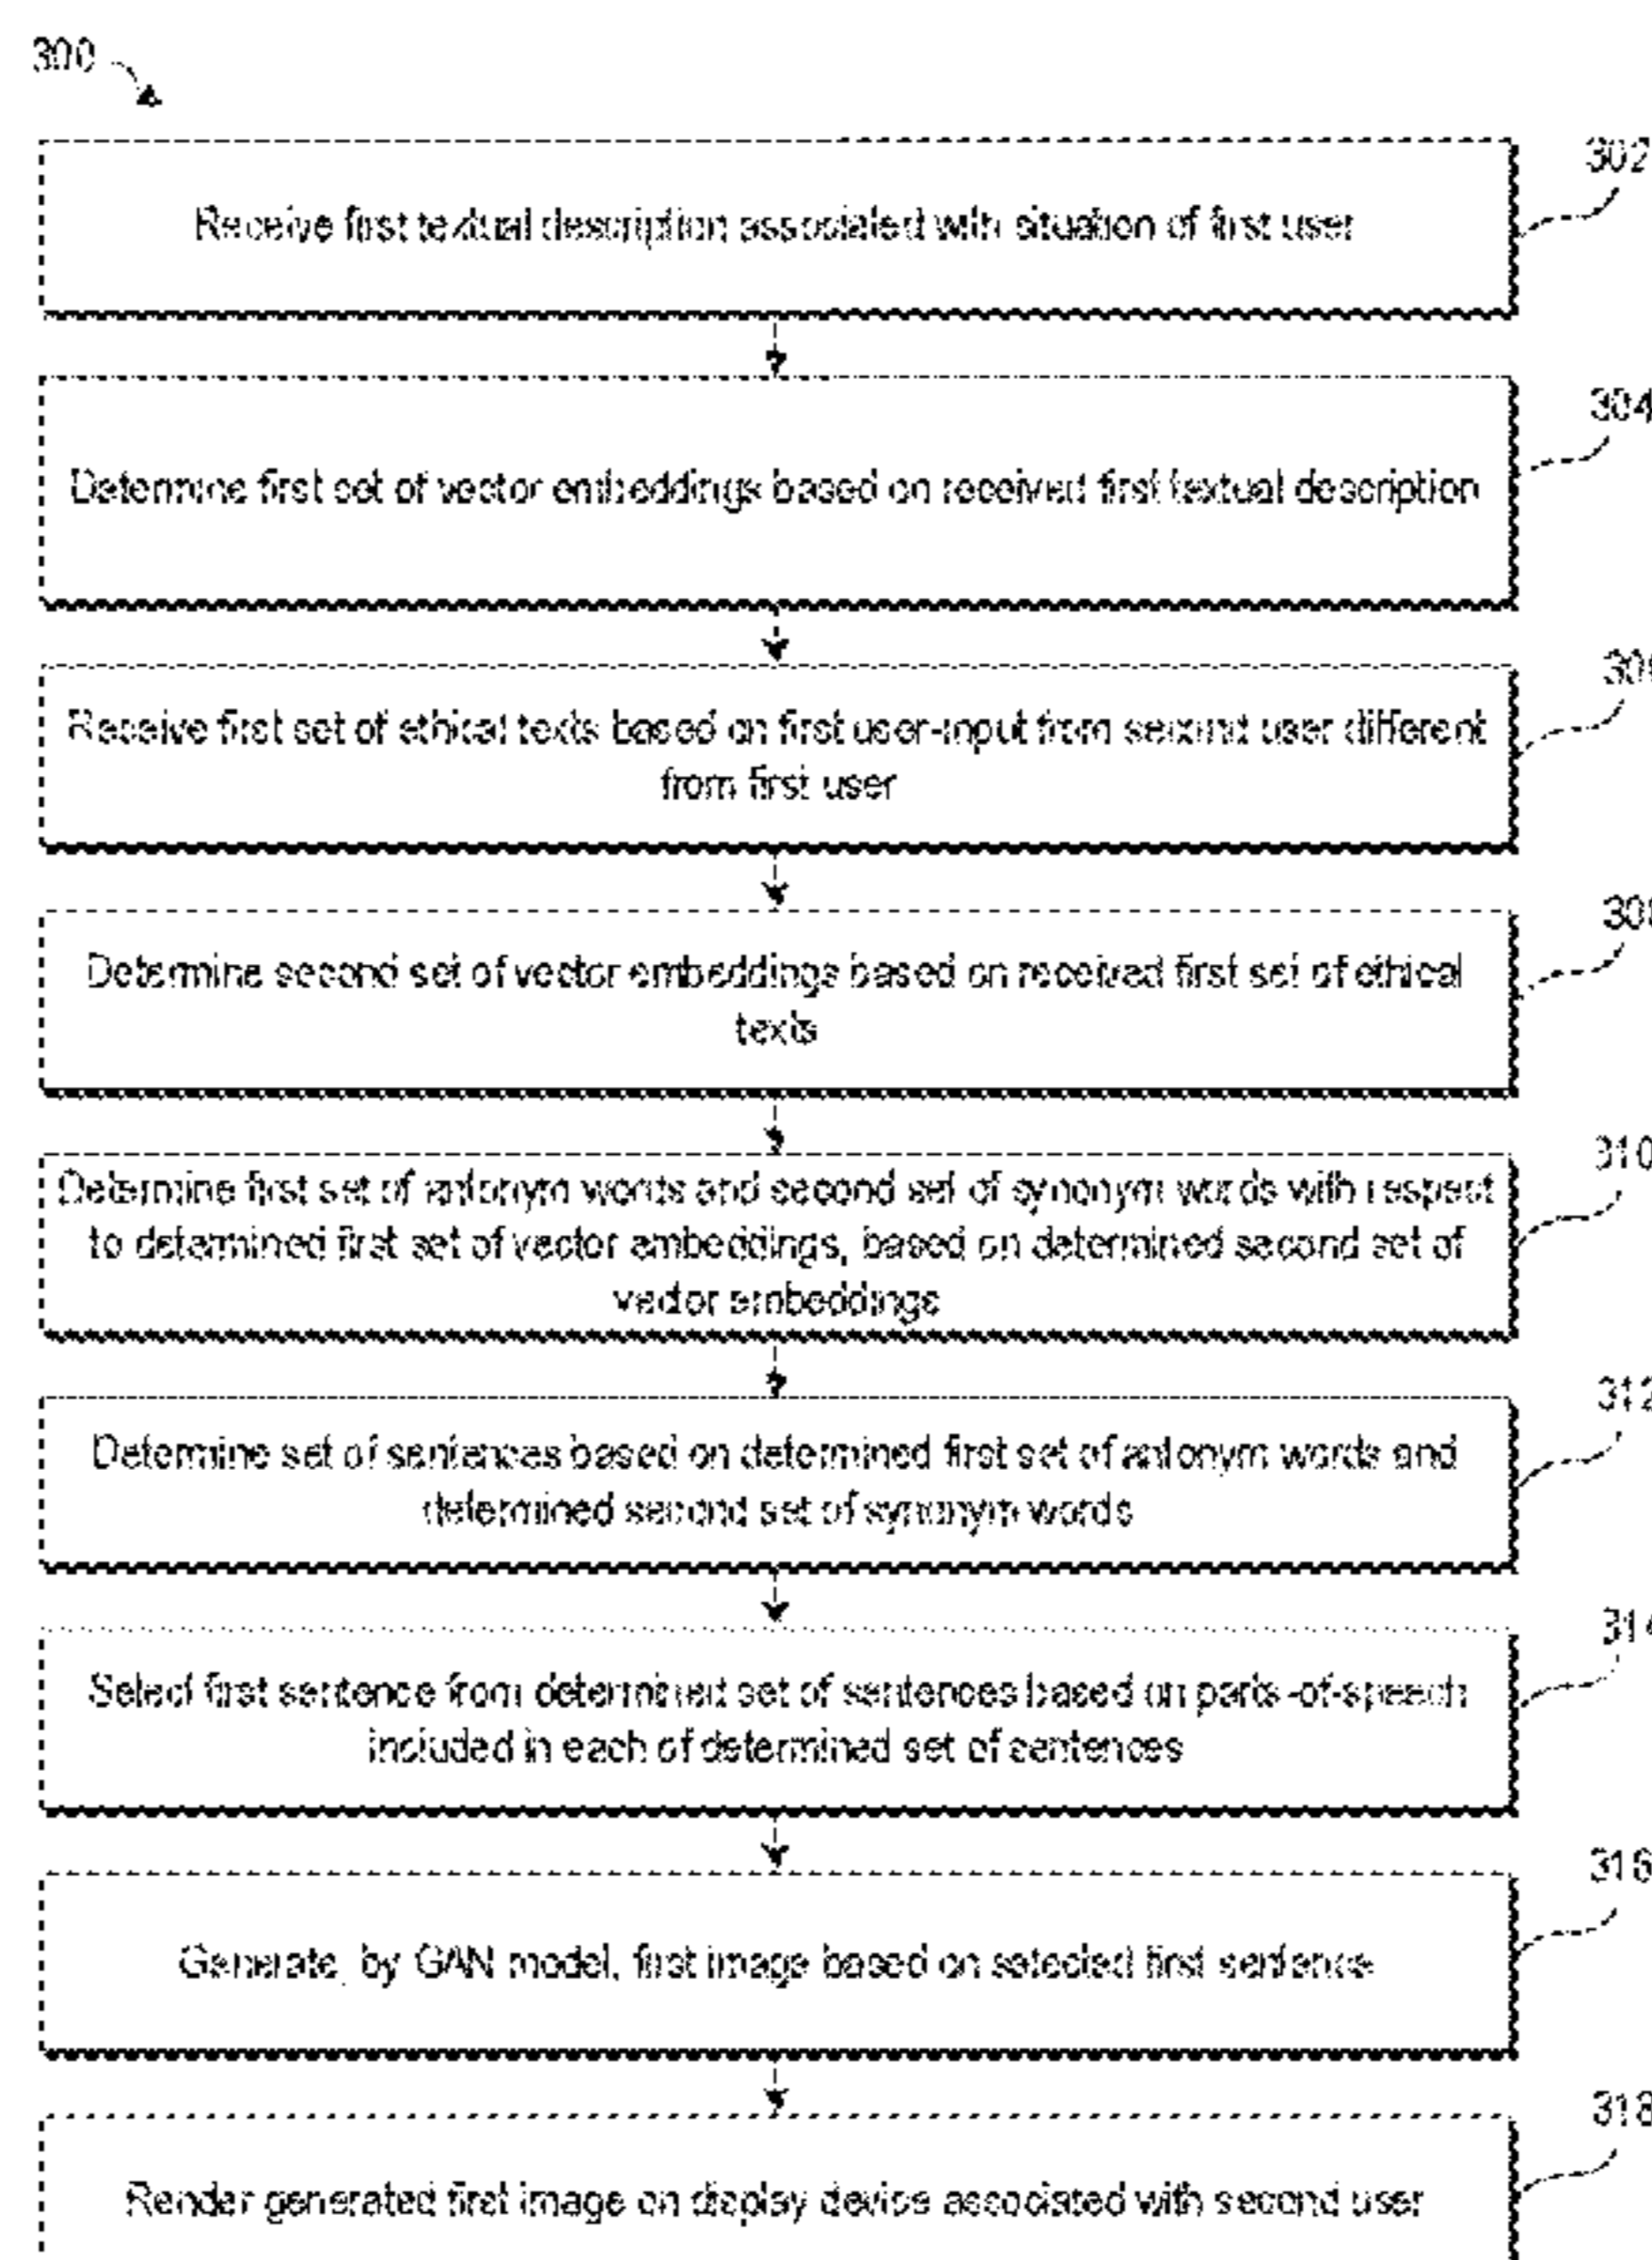 300
302
Receive first textual description associated with situation of first user
304
Determine first set of vector embeddings based on received first textual description
Receive first set of ethical texts based on first user-input from second user different
from first user
Determine second set of vector embeddings based on received first set of ethical
texts
310
Determine first set of antonym words and second set of synonym words with respect
to determined first set of vector embeddings, based on determined second set of
vector embeddings
312
Determine set of sentences based on determined first set of antonym words and
determined second set of synonym words
314
Select first sentence from determined set of sentences based on parts-of-speech
included in each of determined set of sentences
316
Generate, by GAN model, first image based on selected first sentence
318
Render generated first image on display device associated with second user